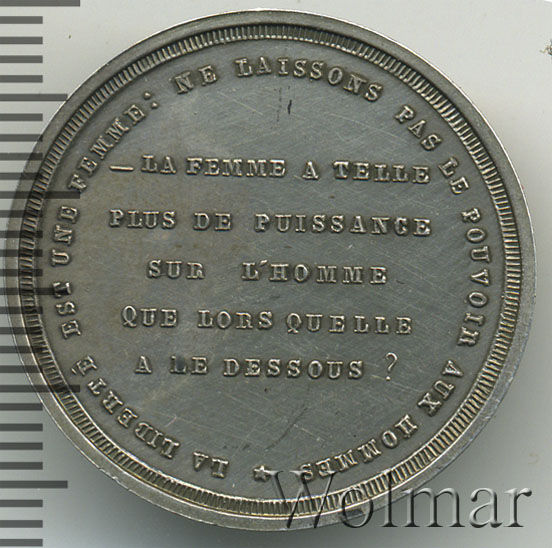 LA LIBERTÉ EST UNE FEMME: NE LAISSONS PAS LE POUVOIR AUX HOMMES ★
— LA FEMME A TELLE
PLUS DE PUISSANCE
SUR L'HOMME
QUE LORS QUELLE
A LE DESSOUS ?
Wolmar